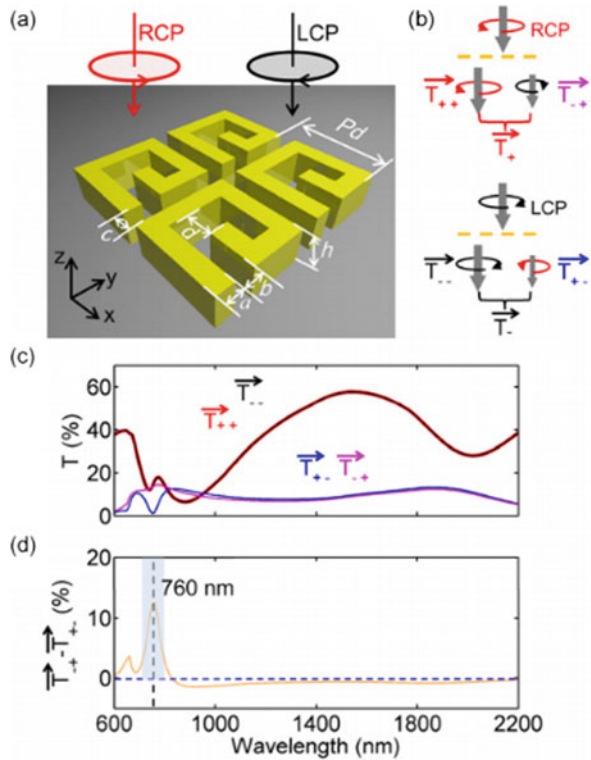 (a)
RCP
LCP
Pd
c
d
h
a
b
z
y
x
(b)
RCP
T++
T-+
T+
LCP
T--
T+-
T-
(c)
T (%)
60
40
20
0
T++
T--
T+-
T-+
(d)
T-+-T+- (%)
20
10
0
760 nm
600
1000
1400
1800
2200
Wavelength (nm)